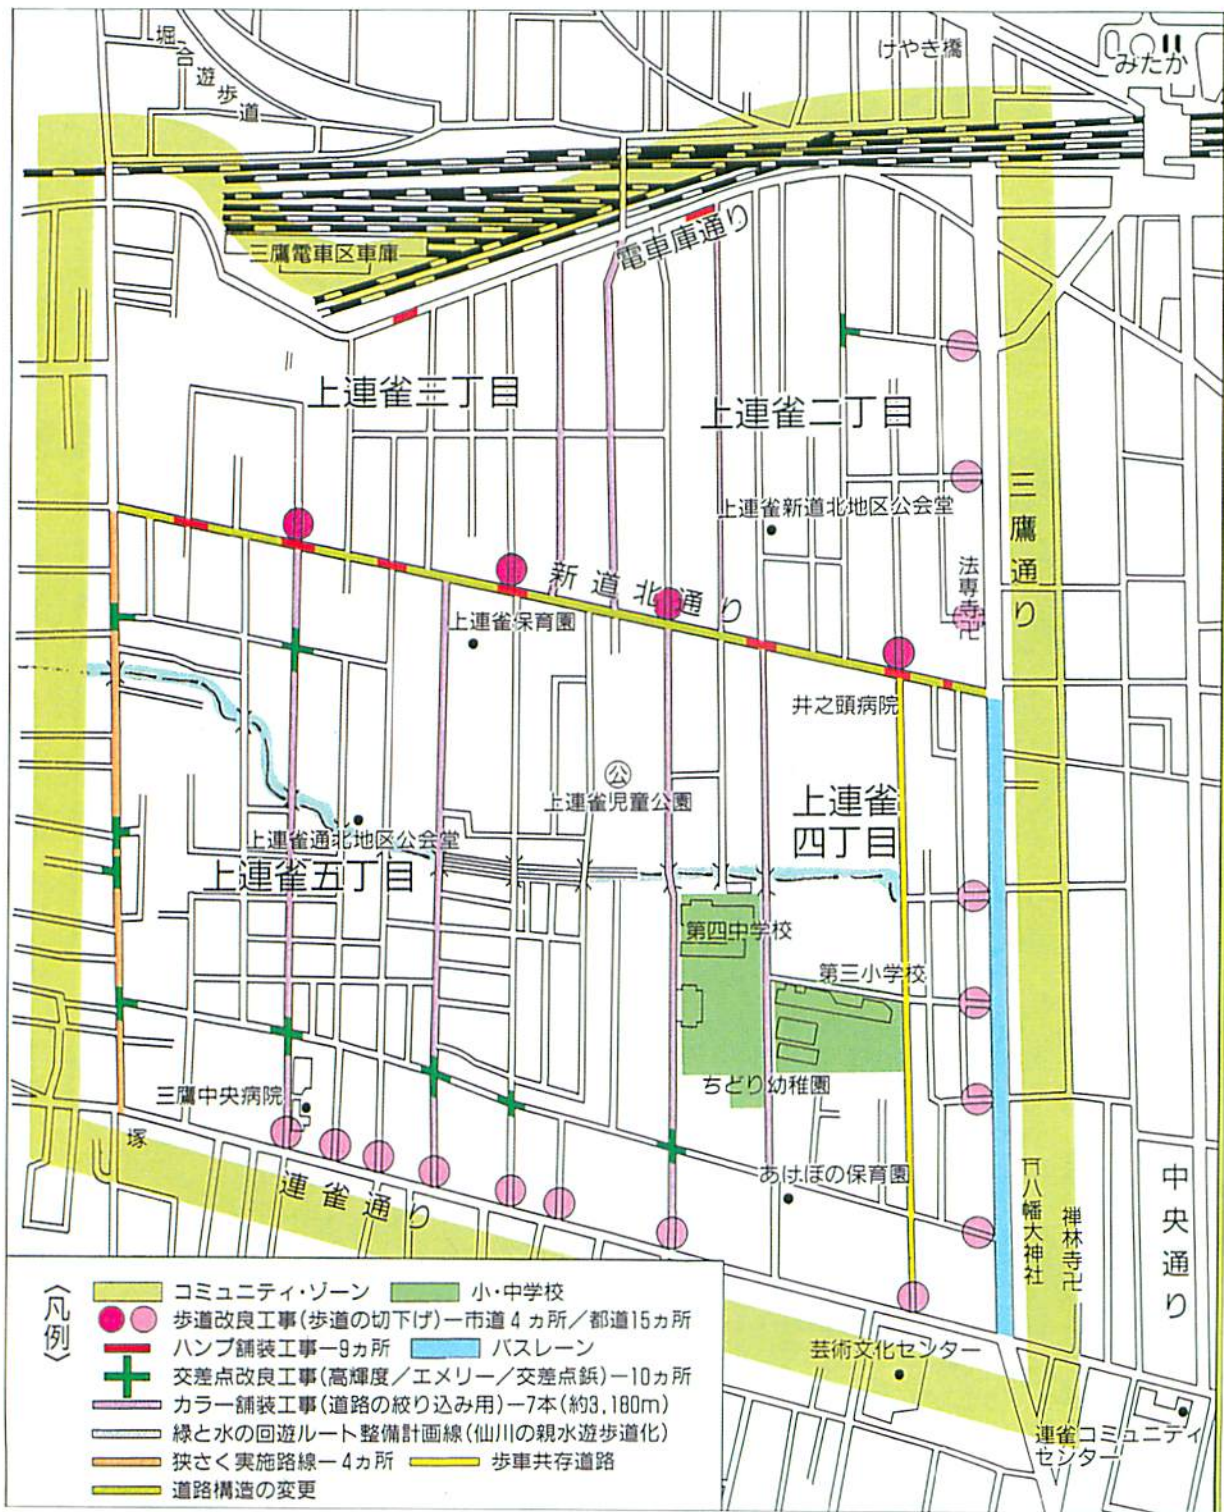 堀合遊歩道
けやき橋
みたか
三鷹電車区車庫
電車庫通り
上連雀三丁目
上連雀二丁目
上連雀新道北地区公会堂
三鷹通り
法専寺卍
新道北通り
上連雀保育園
井之頭病院
公
上連雀児童公園
上連雀
四丁目
上連雀通北地区公会堂
上連雀五丁目
第四中学校
第三小学校
ちどり幼稚園
三鷹中央病院
塚
あけぼの保育園
連雀通り
八幡大神社
禅林寺卍
中央通り
芸術文化センター
連雀コミュニティ
センター
〈凡例〉
コミュニティ・ゾーン 小・中学校
歩道改良工事(歩道の切下げ)ー市道4ヵ所/都道15ヵ所
ハンプ舗装工事ー9ヵ所 バスレーン
交差点改良工事(高輝度/エメリー/交差点鋲)ー10ヵ所
カラー舗装工事(道路の絞り込み用)ー7本(約3,180m)
緑と水の回遊ルート整備計画線(仙川の親水遊歩道化)
狭さく実施路線ー4ヵ所 歩車共存道路
道路構造の変更